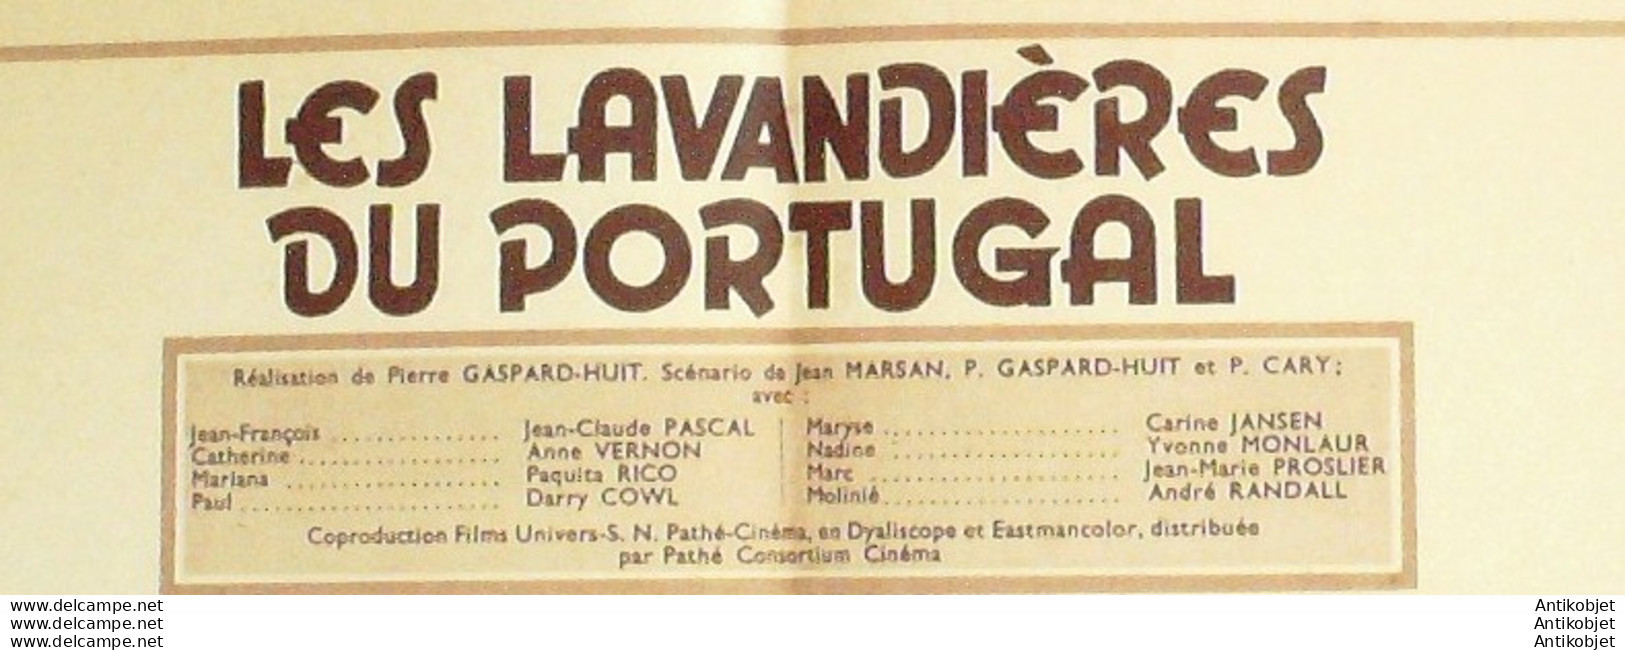 LES LAVANDIÈRES
DU PORTUGAL
Réalisation de Pierre GASPARD-HUIT. Scénario de Jean MARSAN, P. GASPARD-HUIT et P. CARY;
avec :
Jean-François ............... Jean-Claude PASCAL
Catherine .................... Anne VERNON
Mariana ..................... Paquita RICO
Paul .......................... Darry COWL
Maryse ........................ Carine JANSEN
Nadine ........................ Yvonne MONLAUR
Marc ......................... Jean-Marie PROSLIER
Molinié ........................ André RANDALL
Coproduction Films Univers-S. N. Pathé-Cinéma, en Dyaliscope et Eastmancolor, distribuée
par Pathé Consortium Cinéma
www.delcampe.net
www.delcampe.net
www.delcampe.net
Antikobjet
Antikobjet
Antikobjet